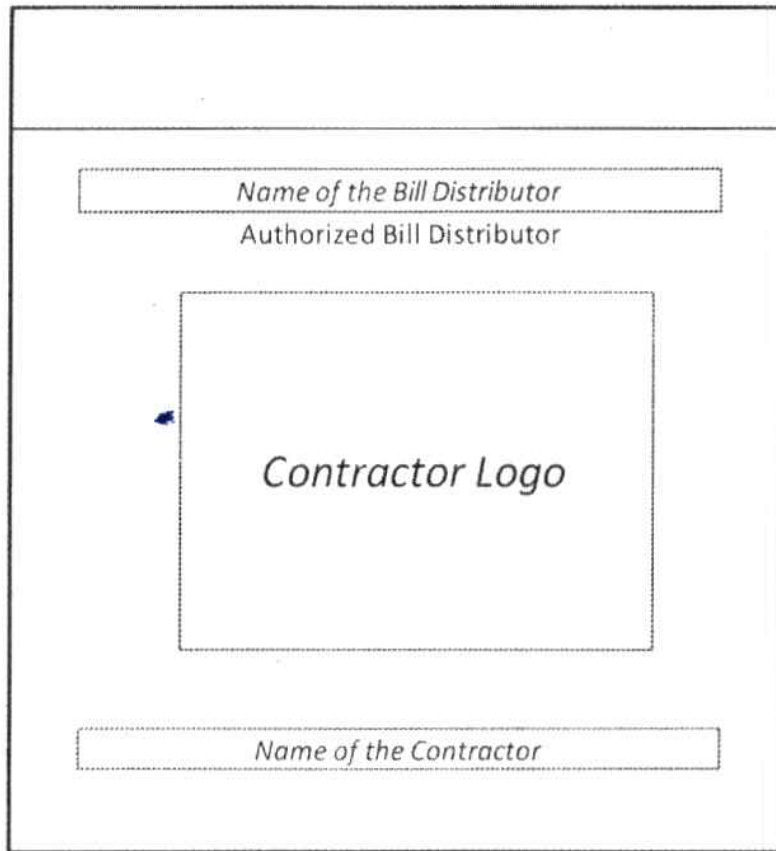 Name of the Bill Distributor
Authorized Bill Distributor
Contractor Logo
Name of the Contractor